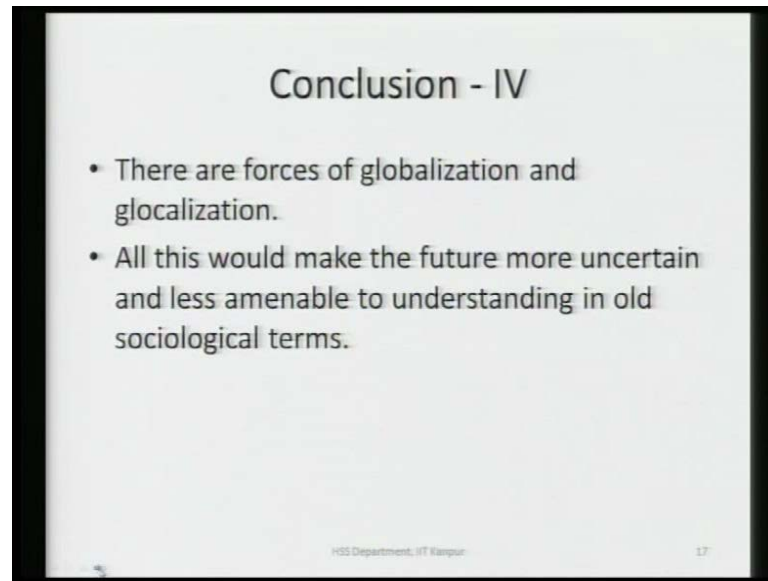 Conclusion - IV
• There are forces of globalization and
glocalization.
• All this would make the future more uncertain
and less amenable to understanding in old
sociological terms.
HSS Department, IIT Kanpur
17